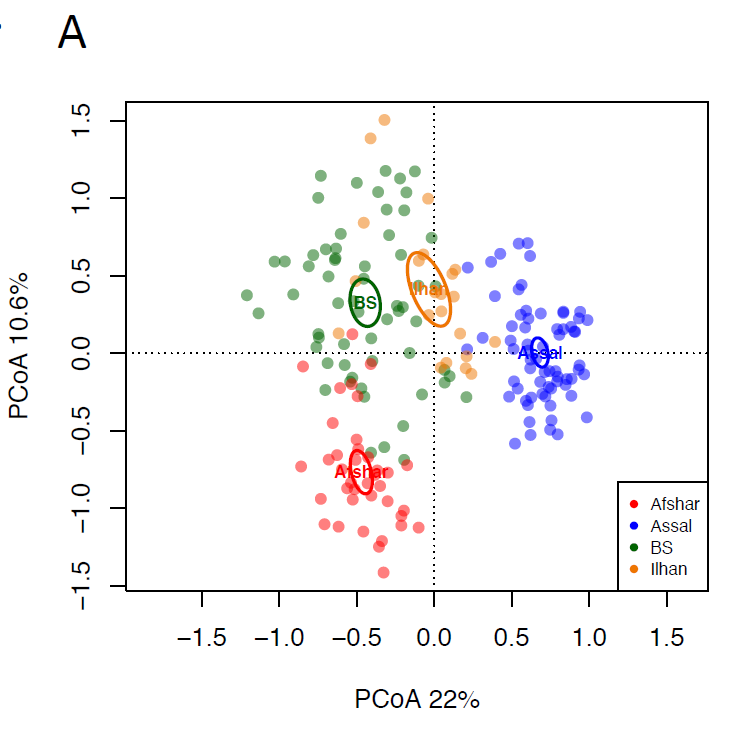 A
PCoA 10.6%
1.5
1.0
0.5
0.0
−0.5
−1.0
−1.5
BS
Ilhan
Assal
Afshar
Afshar
Assal
BS
Ilhan
−1.5 −1.0 −0.5 0.0 0.5 1.0 1.5
PCoA 22%